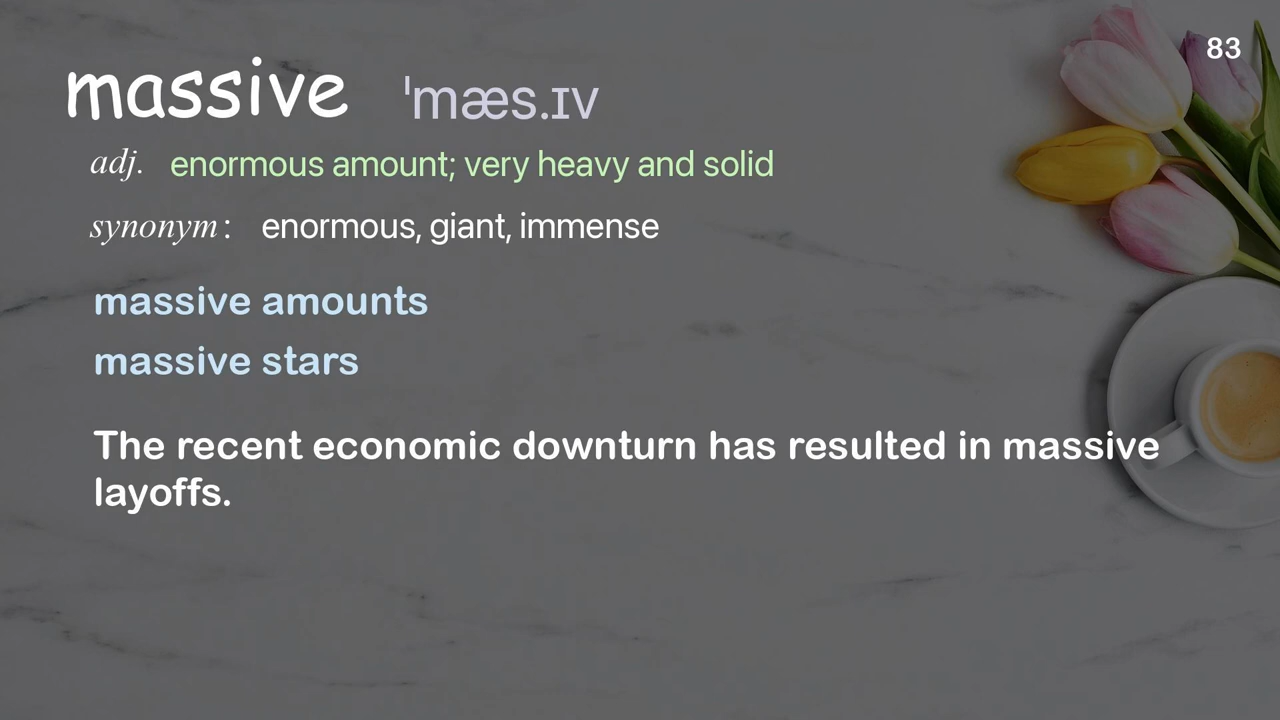 83
massive ˈmæs.ɪv
adj. enormous amount; very heavy and solid
synonym: enormous, giant, immense
massive amounts
massive stars
The recent economic downturn has resulted in massive
layoffs.